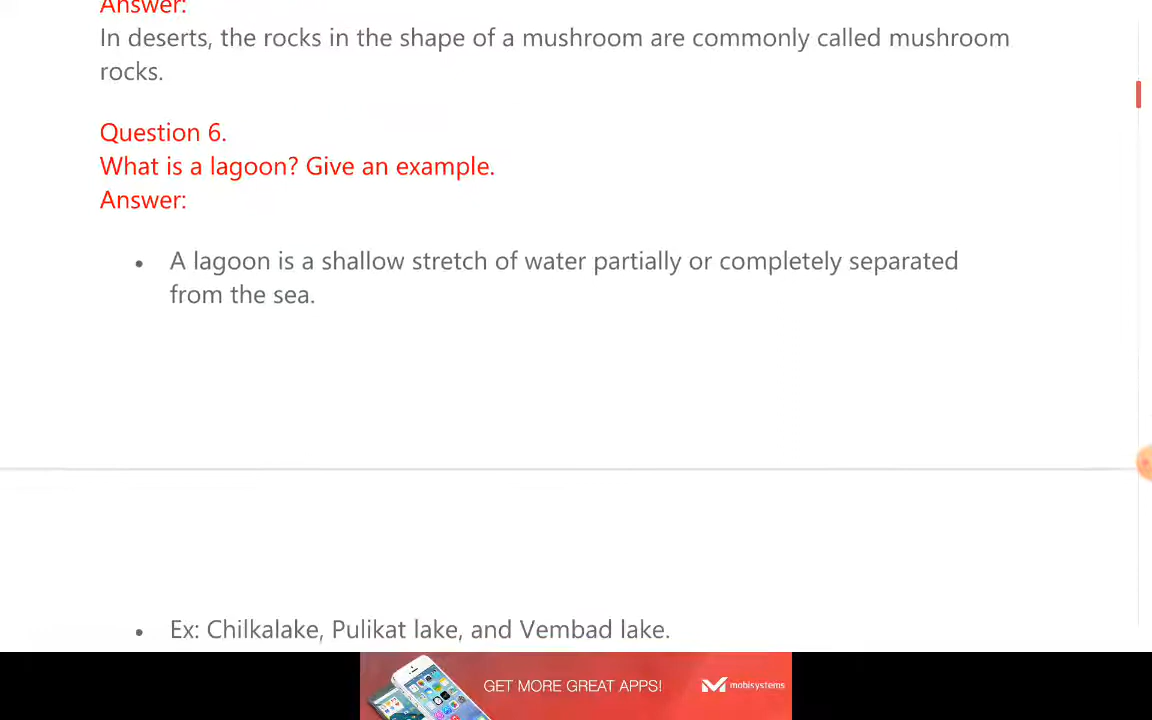 Answer:
In deserts, the rocks in the shape of a mushroom are commonly called mushroom
rocks.
Question 6.
What is a lagoon? Give an example.
Answer:
• A lagoon is a shallow stretch of water partially or completely separated
from the sea.
• Ex: Chilkalake, Pulikat lake, and Vembad lake.
GET MORE GREAT APPS!
mobisystems